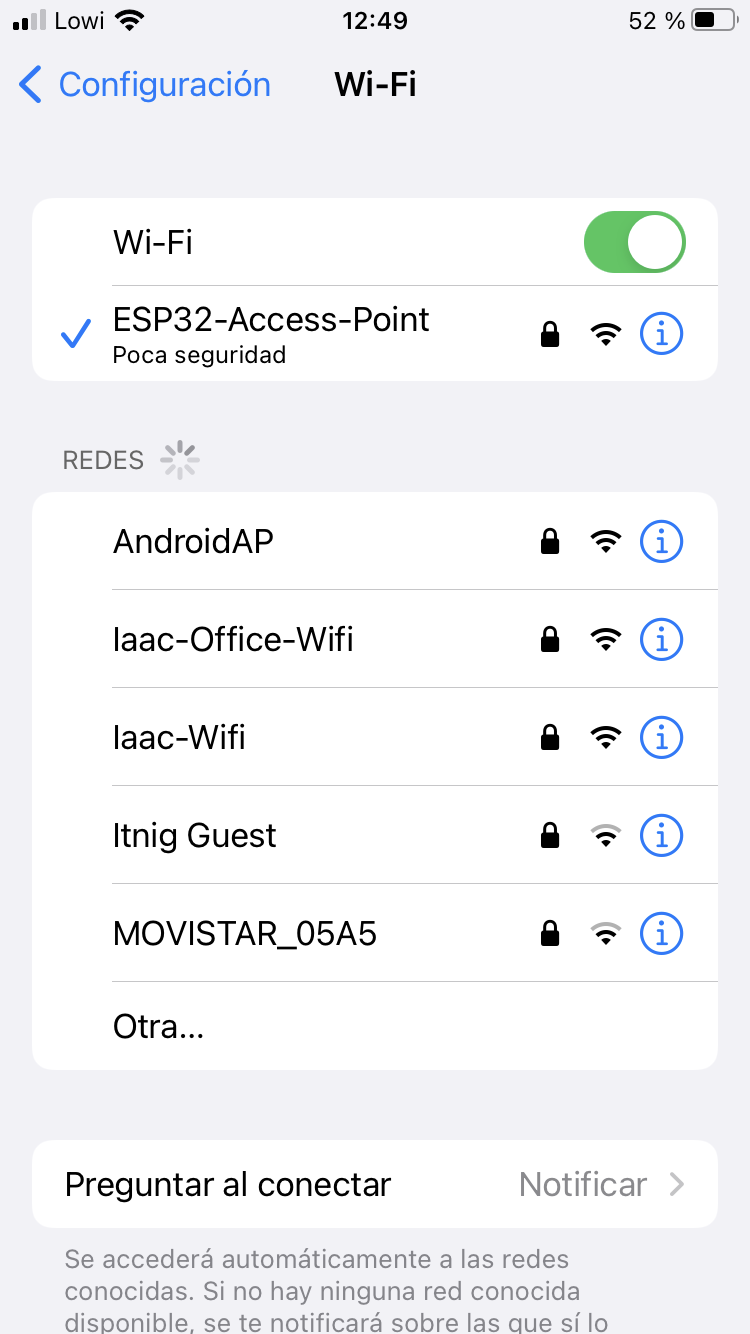 Lowi 12:49 52 %
Configuración Wi-Fi
Wi-Fi
ESP32-Access-Point
Poca seguridad
REDES
AndroidAP
Iaac-Office-Wifi
Iaac-Wifi
Itnig Guest
MOVISTAR_05A5
Otra...
Preguntar al conectar Notificar
Se accederá automáticamente a las redes
conocidas. Si no hay ninguna red conocida
disponible, se te notificará sobre las que sí lo